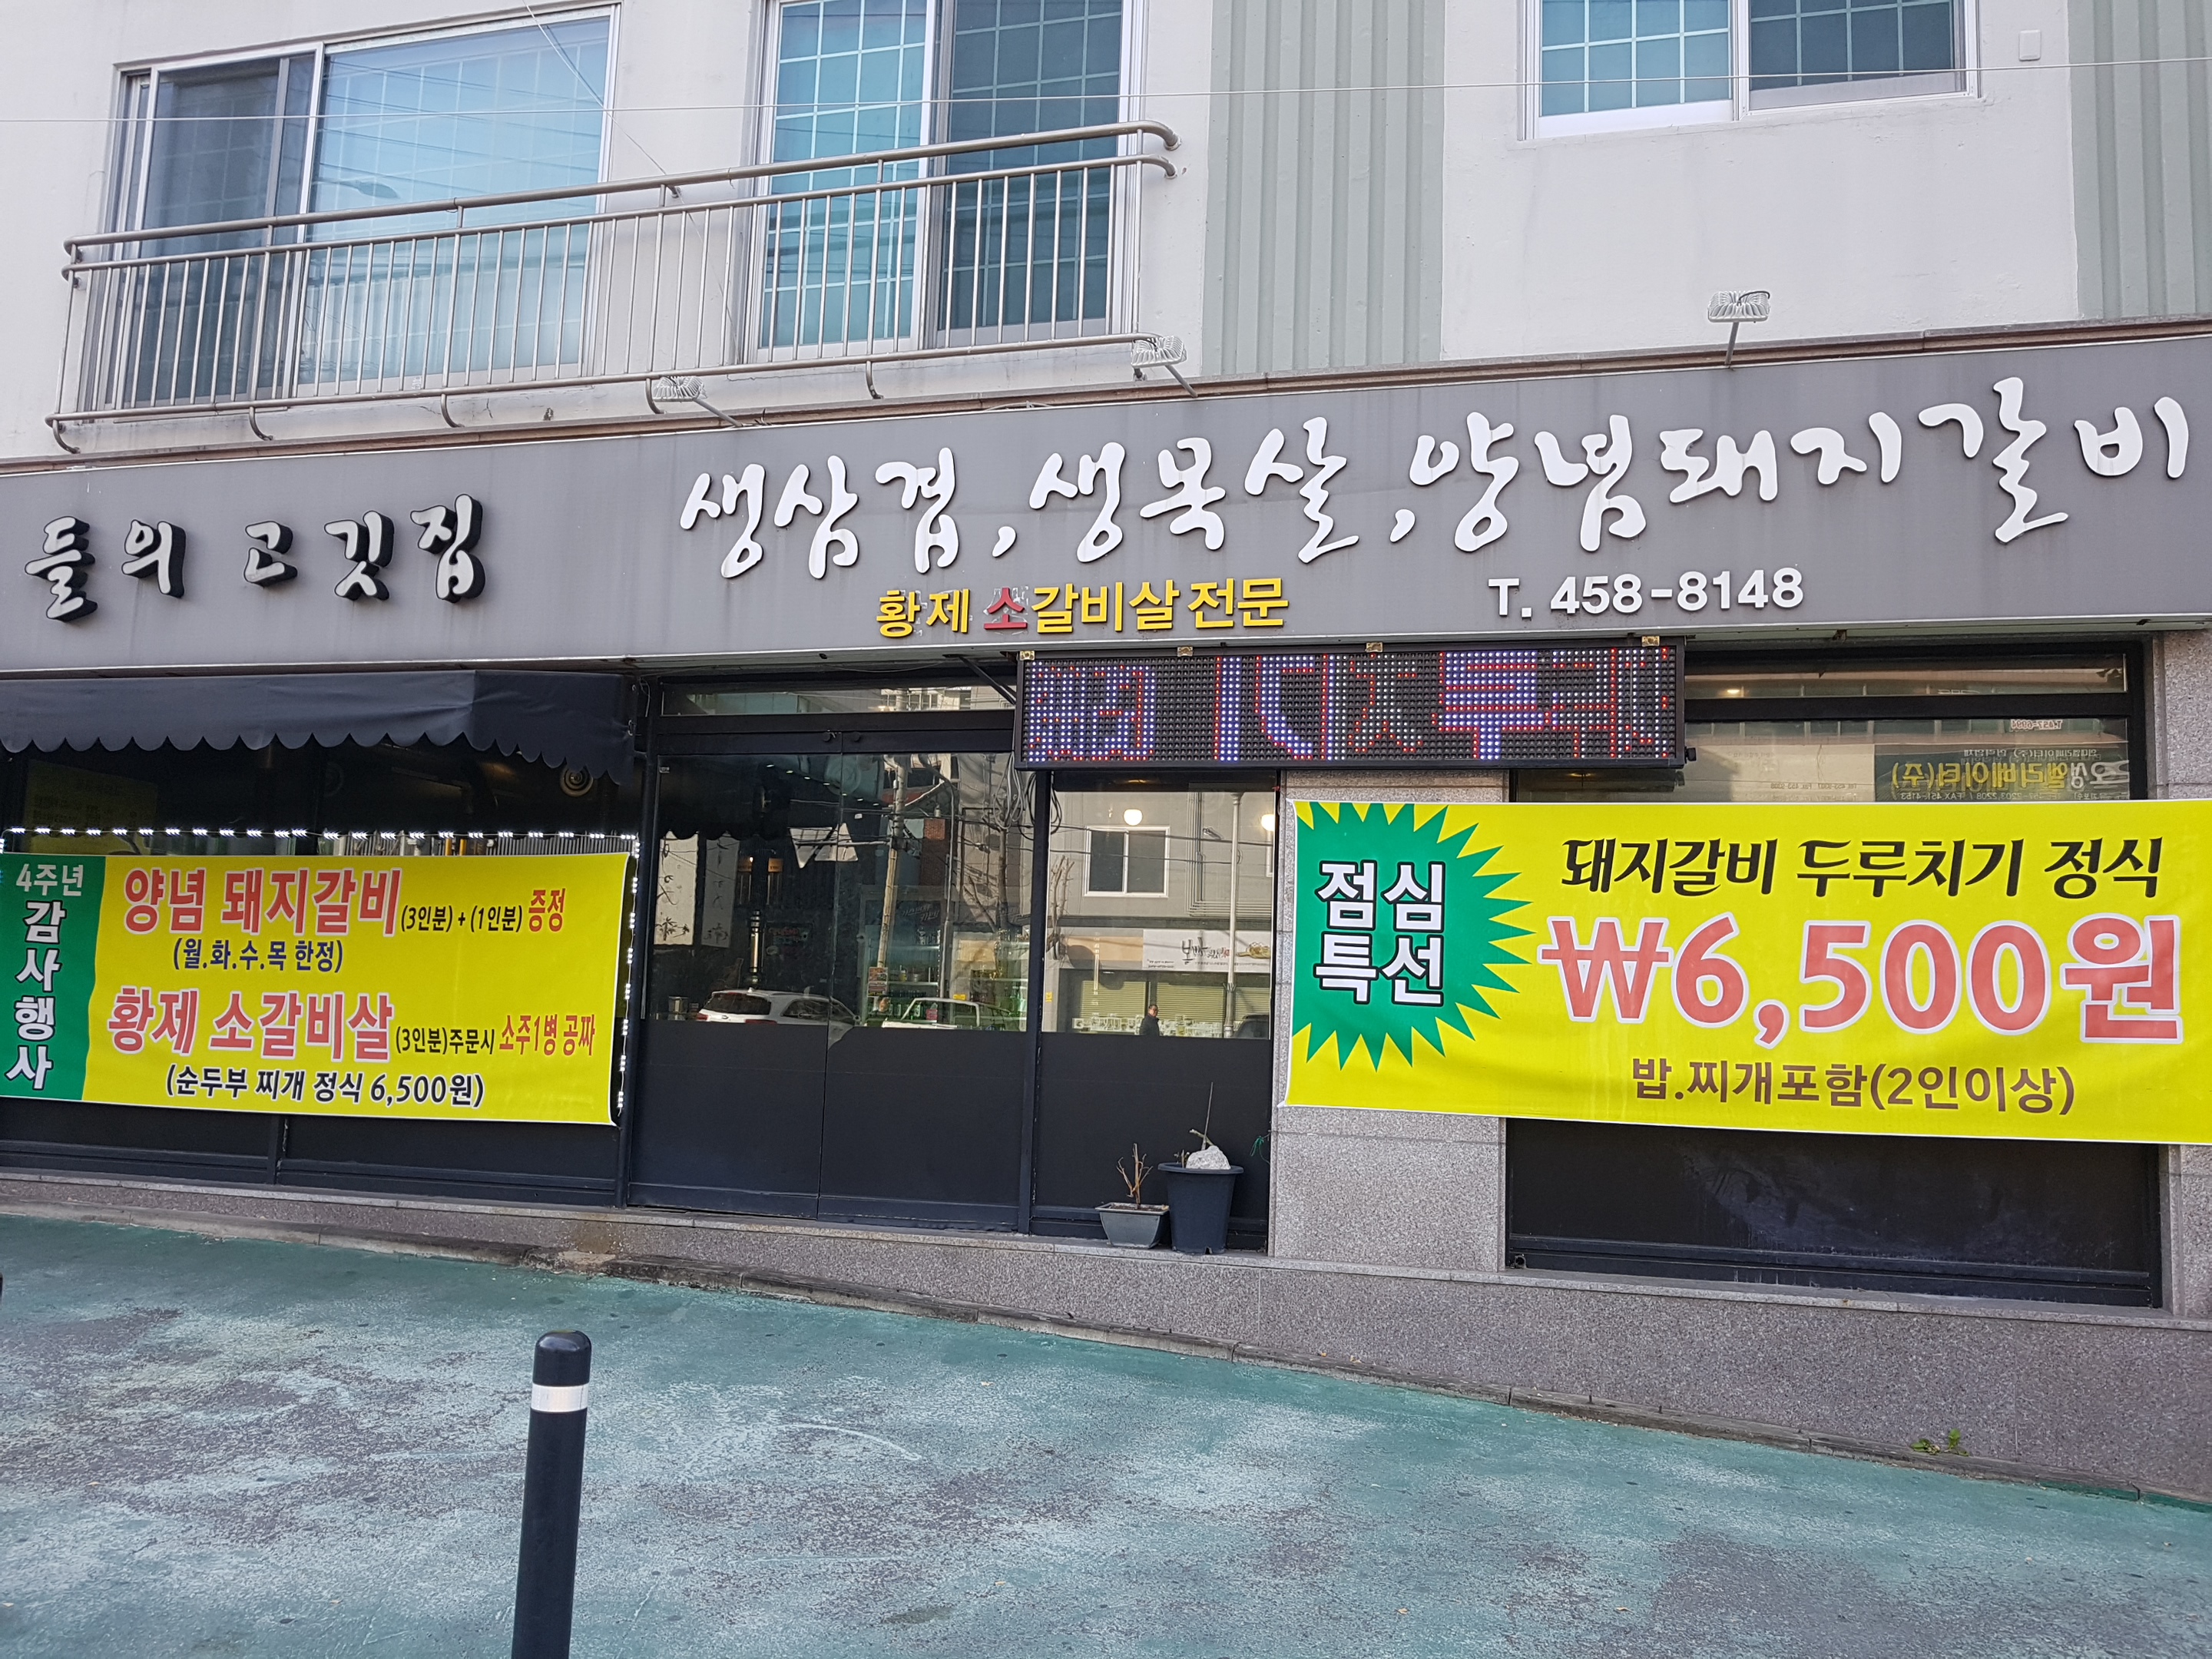 들의 고깃집
생삼겹, 생목살, 양념돼지갈비
황제 소갈비살전문
T. 458-8148
4주년
감사행사
양념 돼지갈비(3인분) + (1인분) 증정
(월.화.수.목 한정)
황제 소갈비살(3인분)주문시 소주1병 공짜
(순두부 찌개 정식 6,500원)
점심
특선
돼지갈비 두루치기 정식
₩6,500원
밥.찌개포함(2인이상)